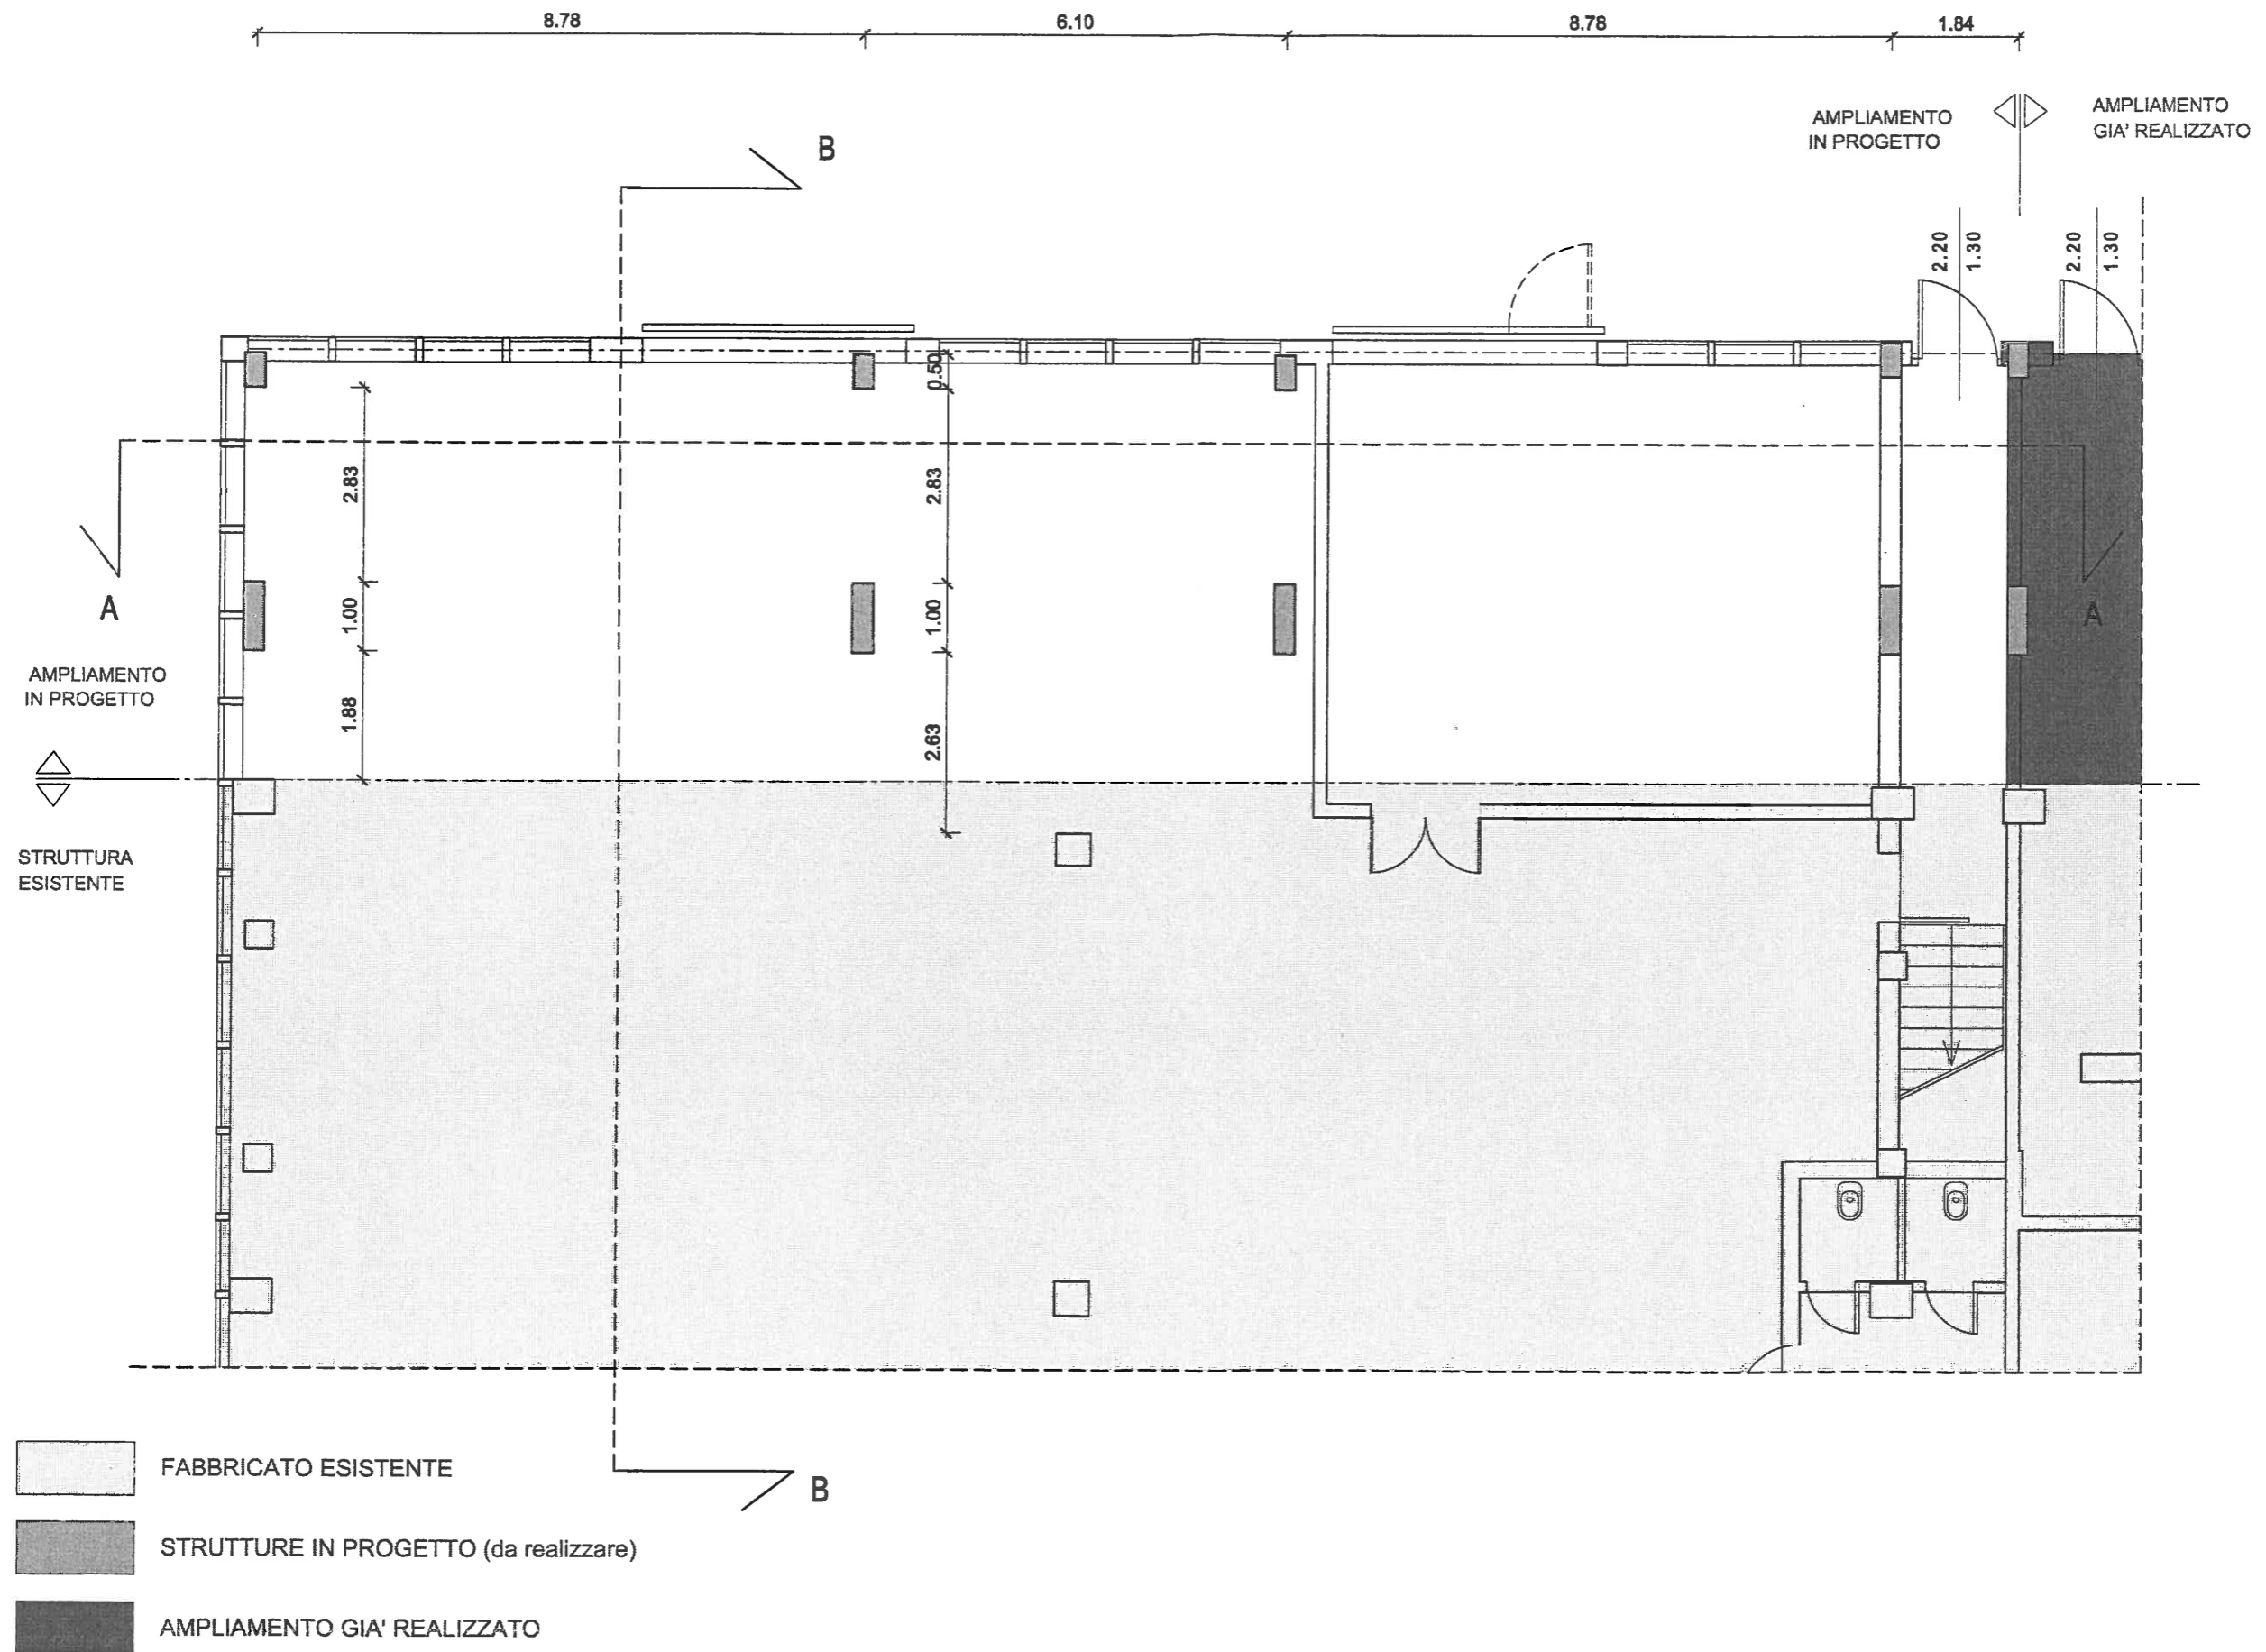 8.78
6.10
8.78
1.84
AMPLIAMENTO
IN PROGETTO
AMPLIAMENTO
GIA' REALIZZATO
B
2.20
1.30
2.20
1.30
0.50
2.83
2.83
A
1.00
1.00
A
AMPLIAMENTO
IN PROGETTO
1.88
2.63
STRUTTURA
ESISTENTE
FABBRICATO ESISTENTE
B
STRUTTURE IN PROGETTO (da realizzare)
AMPLIAMENTO GIA' REALIZZATO